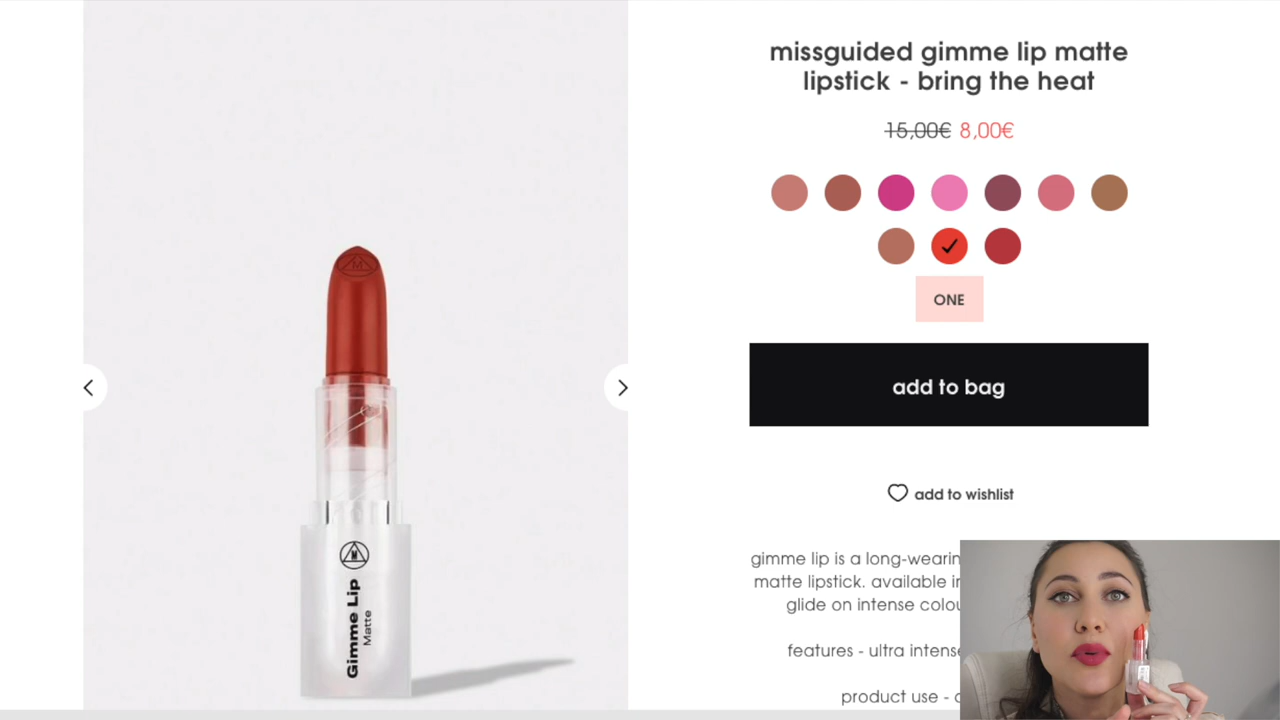 missguided gimme lip matte
lipstick - bring the heat
15,00€ 8,00€
ONE
add to bag
add to wishlist
gimme lip is a long-wearin
matte lipstick. available in
glide on intense colou
features - ultra intense
product use - 
M
M
Gimme Lip
Matte